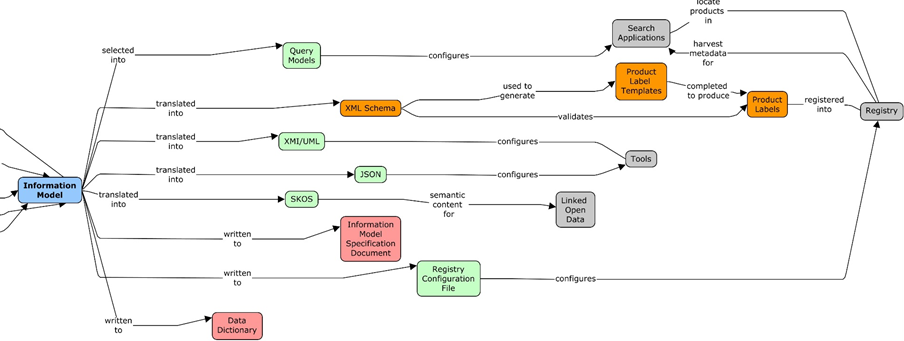 locate
products
in
Search
Applications
harvest
metadata
for
selected
into
Query
Models
configures
used to
generate
Product
Label
Templates
completed
to produce
translated
into
XML Schema
validates
Product
Labels
registered
into
Registry
translated
into
XMI/UML
configures
Tools
translated
into
JSON
configures
Information
Model
translated
into
SKOS
semantic
content
for
Linked
Open
Data
written
to
Information
Model
Specification
Document
written
to
Registry
Configuration
File
configures
written
to
Data
Dictionary